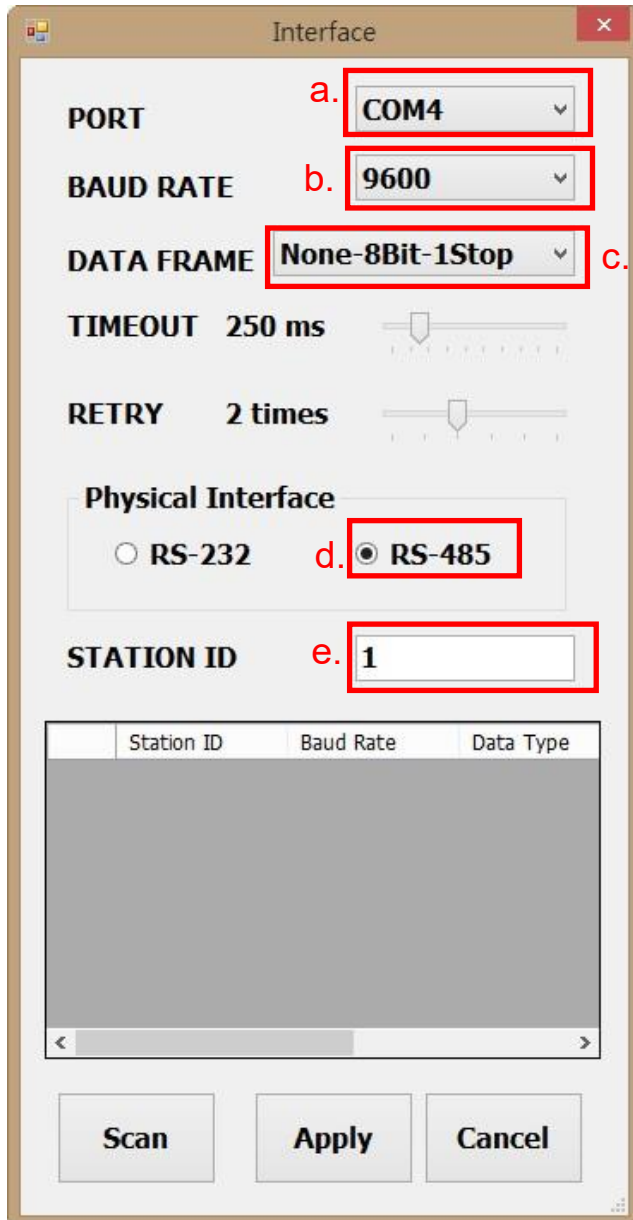 Interface
PORT a. COM4
BAUD RATE b. 9600
DATA FRAME None-8Bit-1Stop c.
TIMEOUT 250 ms
RETRY 2 times
Physical Interface
RS-232 d. RS-485
STATION ID e. 1
Station ID Baud Rate Data Type
Scan Apply Cancel